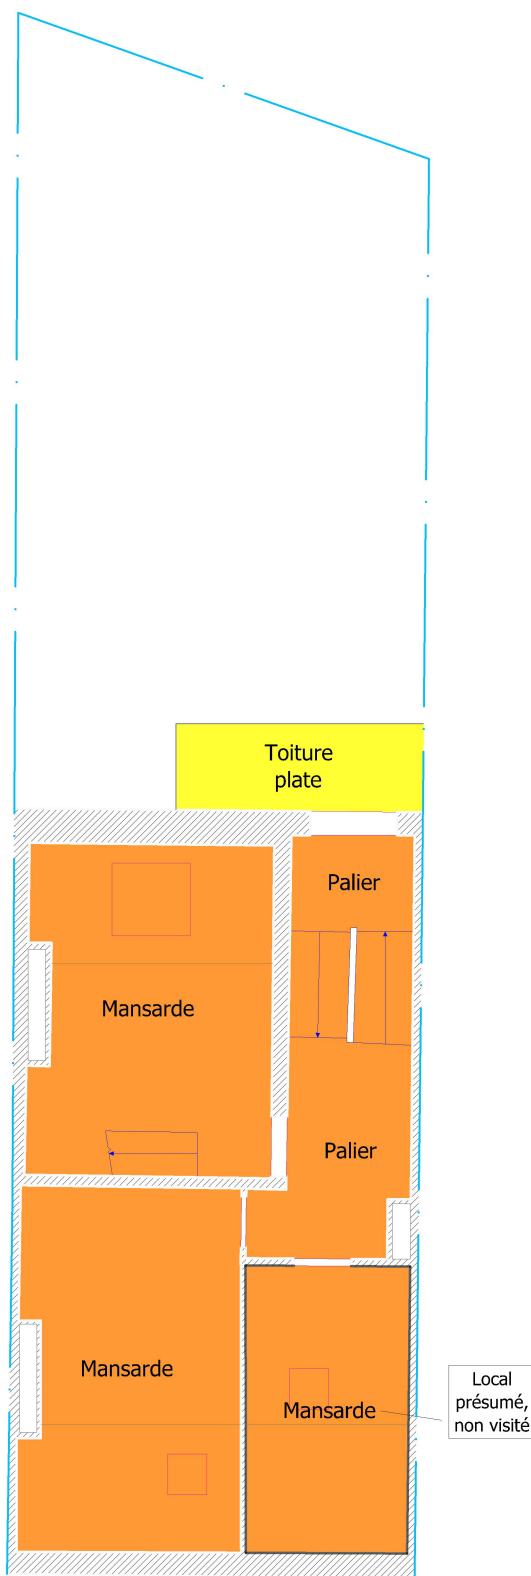 Toiture
plate
Palier
Mansarde
Palier
Mansarde
Mansarde
Local
présumé,
non visité